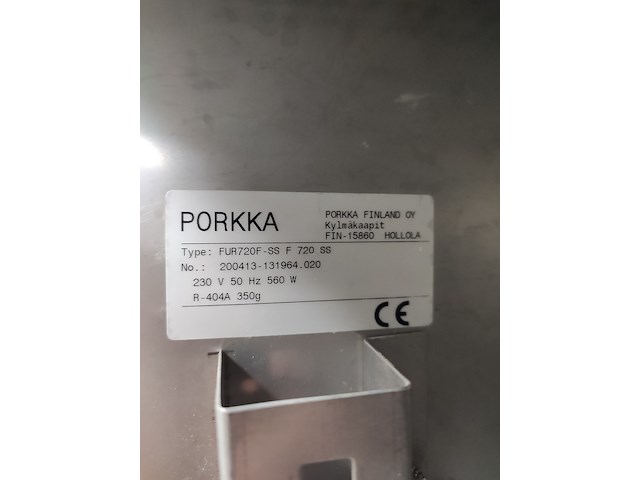 PORKKA
PORKKA FINLAND OY
Kylmäkaapit
FIN-15860 HOLLOLA
Type: FUR720F-SS F 720 SS
No.: 200413-131964.020
230 V 50 Hz 560 W
R-404A 350g
CE